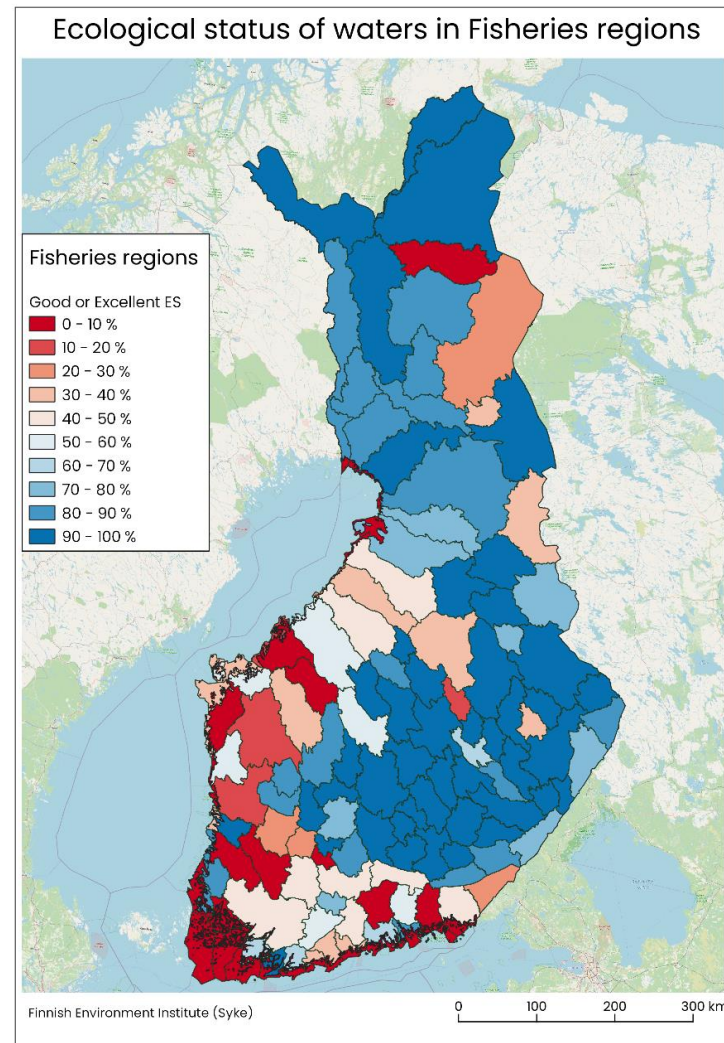 Ecological status of waters in Fisheries regions
Fisheries regions
Good or Excellent ES
0 - 10 %
10 - 20 %
20 - 30 %
30 - 40 %
40 - 50 %
50 - 60 %
60 - 70 %
70 - 80 %
80 - 90 %
90 - 100 %
Finnish Environment Institute (Syke)
0 100 200 300 km